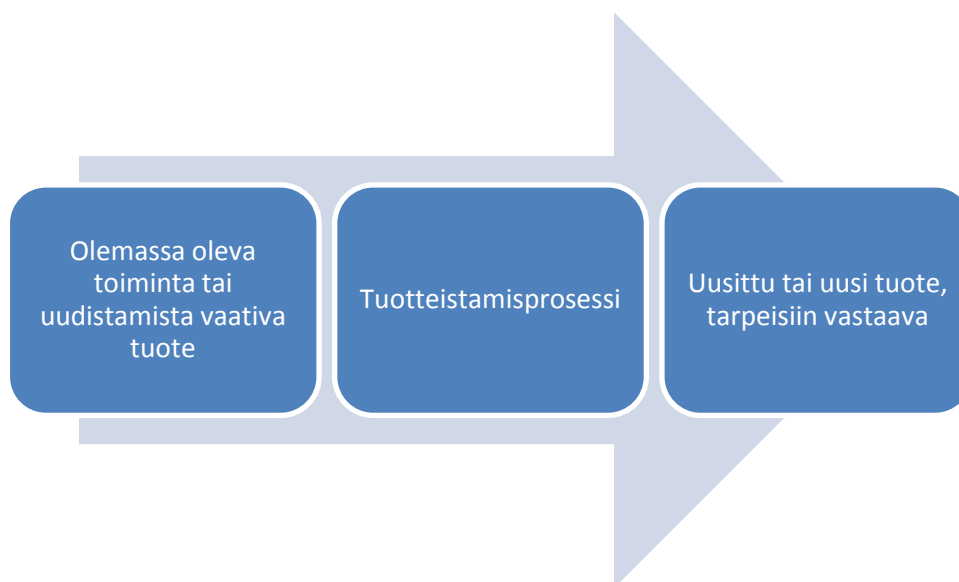 Olemassa oleva
toiminta tai
uudistamista vaativa
tuote
Tuotteistamisprosessi
Uusittu tai uusi tuote,
tarpeisiin vastaava